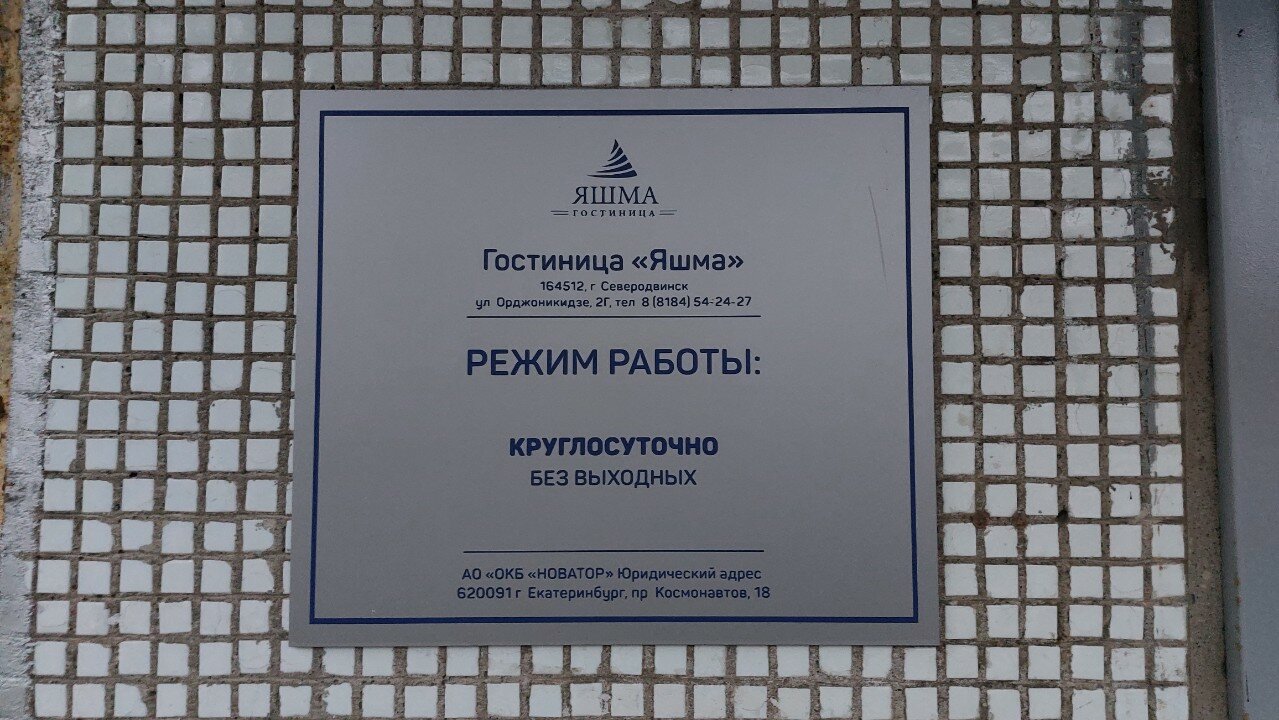 ЯШМА
ГОСТИНИЦА
Гостиница «Яшма»
164512, г Северодвинск
ул Орджоникидзе, 2Г, тел 8 (8184) 54-24-27
РЕЖИМ РАБОТЫ:
КРУГЛОСУТОЧНО
БЕЗ ВЫХОДНЫХ
АО «ОКБ «НОВАТОР» Юридический адрес
620091 г Екатеринбург, пр Космонавтов, 18